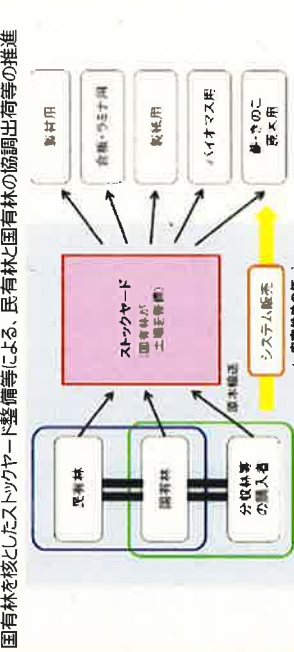 国有林を核としたストックヤード整備等による、民有林と国有林の協調出荷等の推進
民有林
国有林
分収林等
の購入者
原木輸送
ストックヤード
(国有林が
土場を整備)
製材用
合板・ラミナ用
製紙用
バイオマス用
薪・きのこ
原木用
システム販売